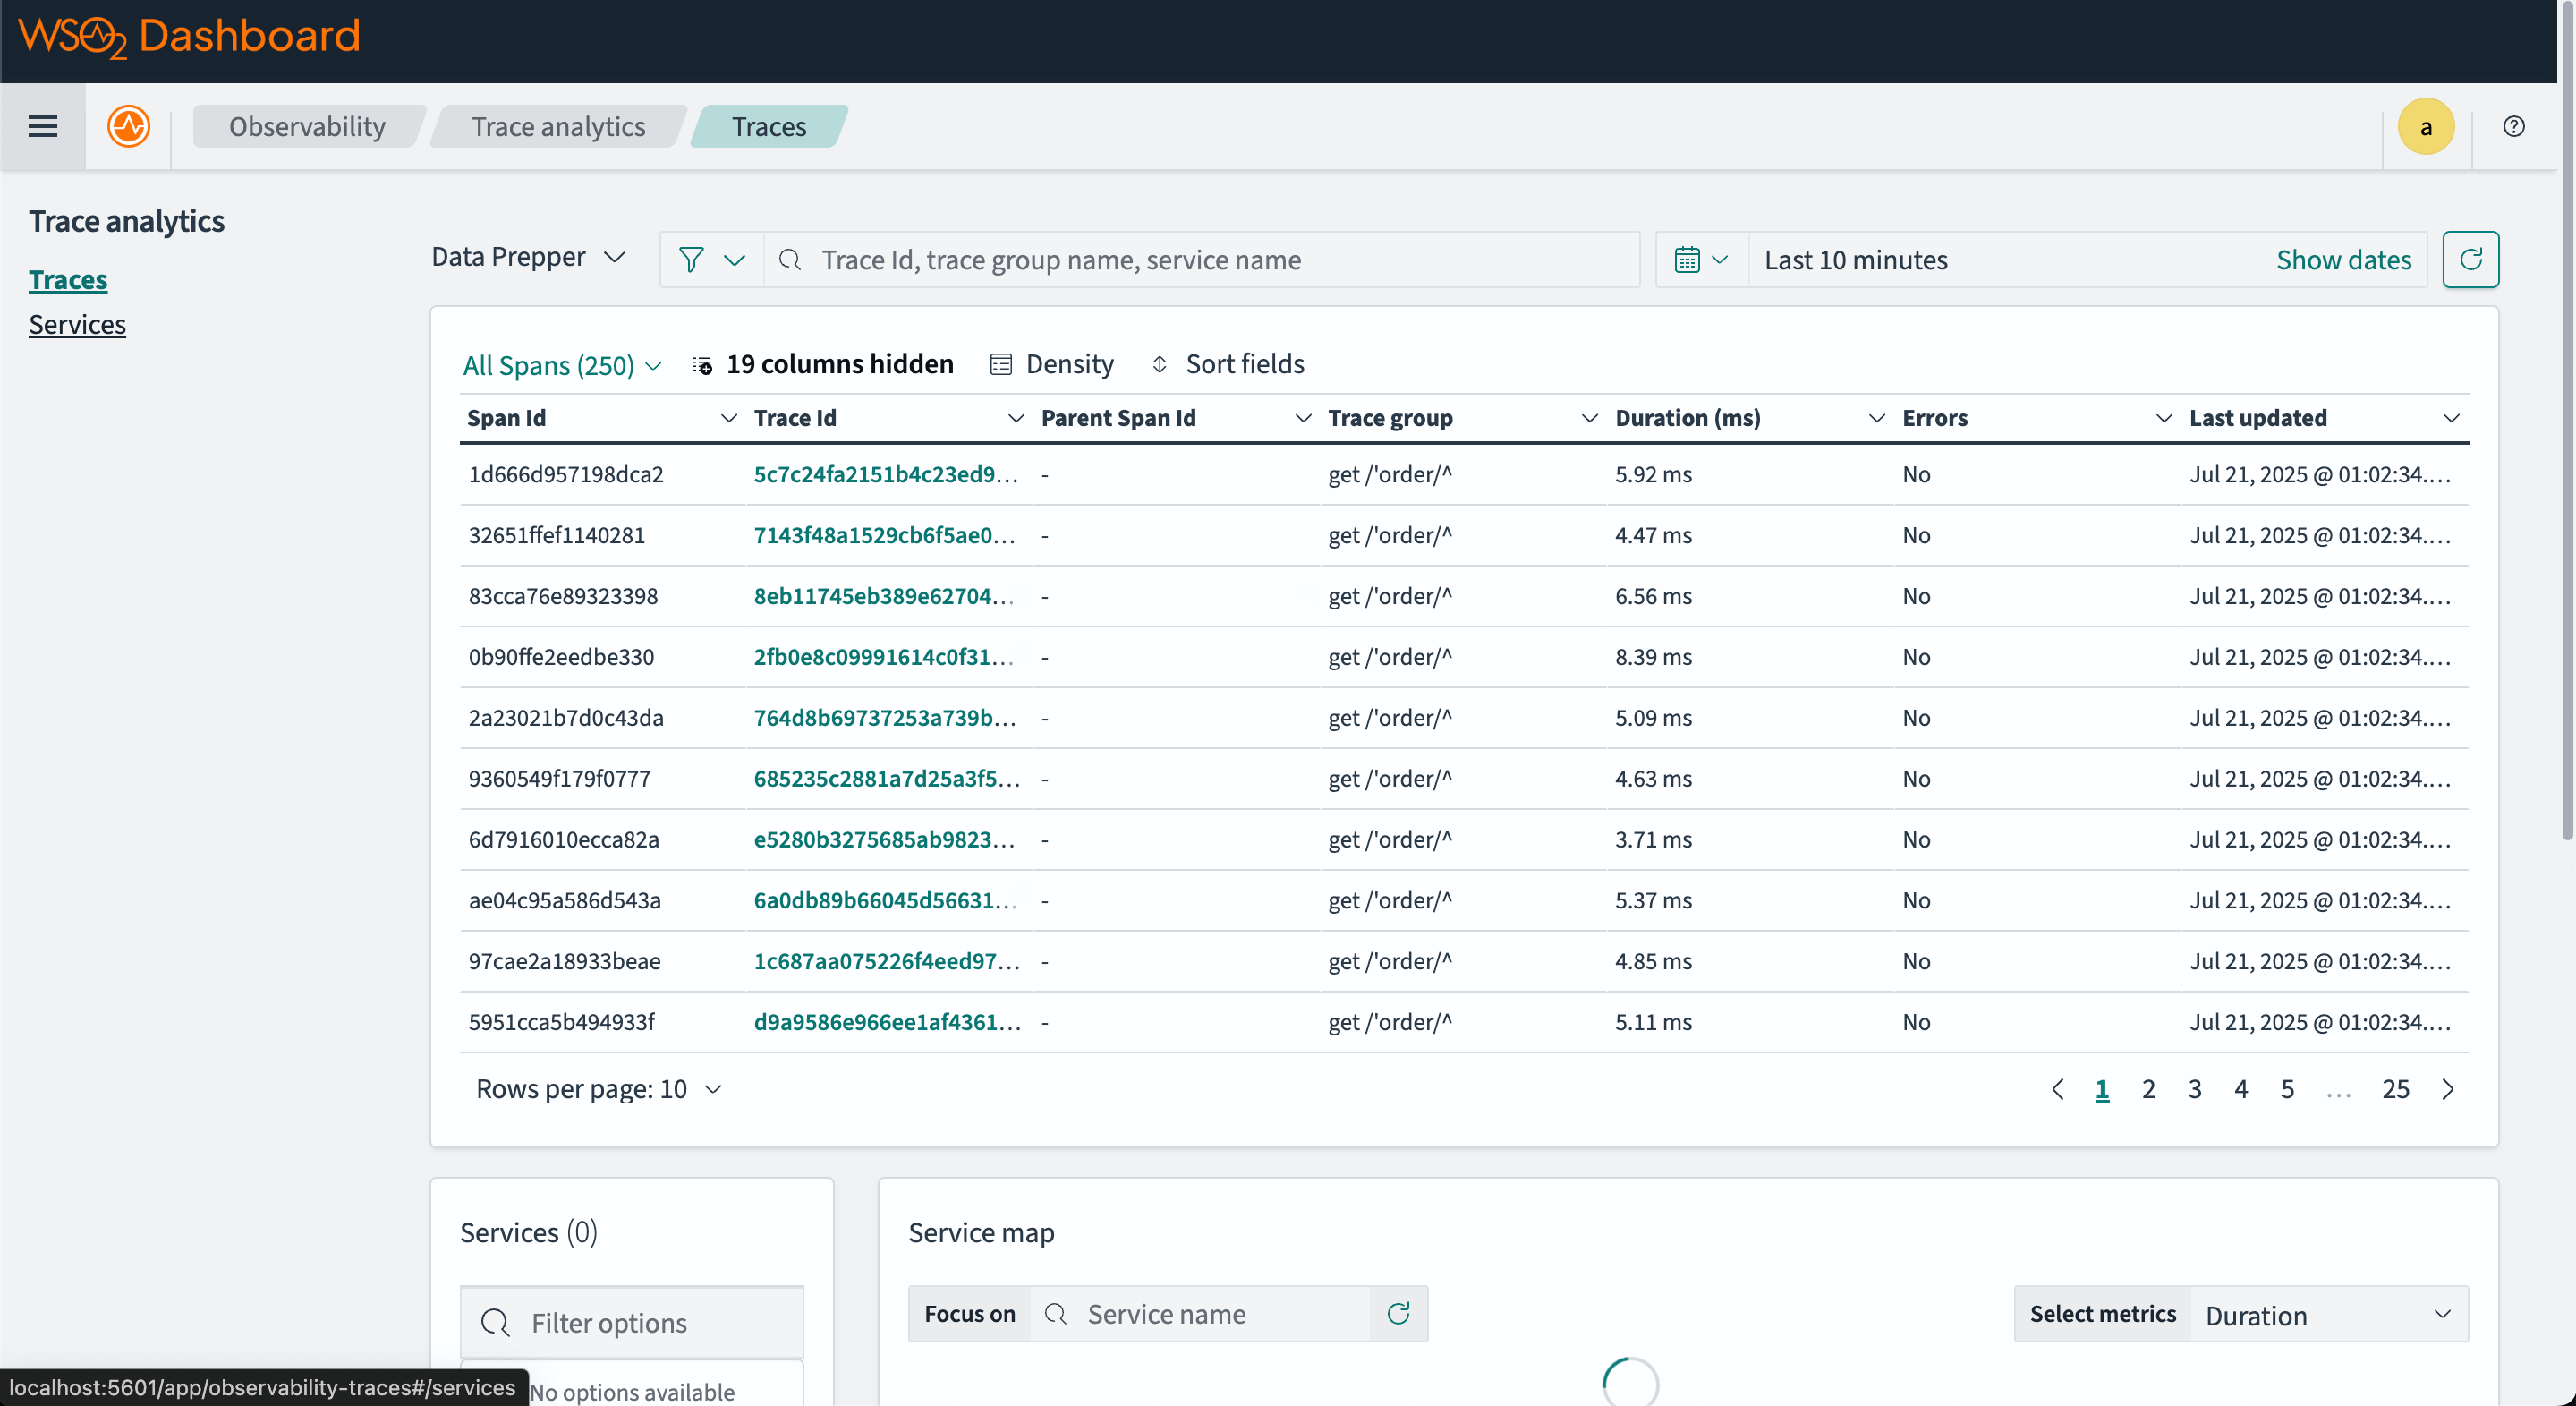 WSO2 Dashboard
Observability
Trace analytics
Traces
a
Trace analytics
Traces
Services
Data Prepper
Trace Id, trace group name, service name
Last 10 minutes
Show dates
All Spans (250)
19 columns hidden
Density
Sort fields
Span Id Trace Id Parent Span Id Trace group Duration (ms) Errors Last updated
1d666d957198dca2 5c7c24fa2151b4c23ed9... - get /'order/^ 5.92 ms No Jul 21, 2025 @ 01:02:34....
32651ffef1140281 7143f48a1529cb6f5ae0... - get /'order/^ 4.47 ms No Jul 21, 2025 @ 01:02:34....
83cca76e89323398 8eb11745eb389e62704... - get /'order/^ 6.56 ms No Jul 21, 2025 @ 01:02:34....
0b90ffe2eedbe330 2fb0e8c09991614c0f31... - get /'order/^ 8.39 ms No Jul 21, 2025 @ 01:02:34....
2a23021b7d0c43da 764d8b69737253a739b... - get /'order/^ 5.09 ms No Jul 21, 2025 @ 01:02:34....
9360549f179f0777 685235c2881a7d25a3f5... - get /'order/^ 4.63 ms No Jul 21, 2025 @ 01:02:34....
6d7916010ecca82a e5280b3275685ab9823... - get /'order/^ 3.71 ms No Jul 21, 2025 @ 01:02:34....
ae04c95a586d543a 6a0db89b66045d56631... - get /'order/^ 5.37 ms No Jul 21, 2025 @ 01:02:34....
97cae2a18933beae 1c687aa075226f4eed97... - get /'order/^ 4.85 ms No Jul 21, 2025 @ 01:02:34....
5951cca5b494933f d9a9586e966ee1af4361... - get /'order/^ 5.11 ms No Jul 21, 2025 @ 01:02:34....
Rows per page: 10
1 2 3 4 5 ... 25
Services (0)
Filter options
No options available
Service map
Focus on
Service name
Select metrics
Duration
localhost:5601/app/observability-traces#/services